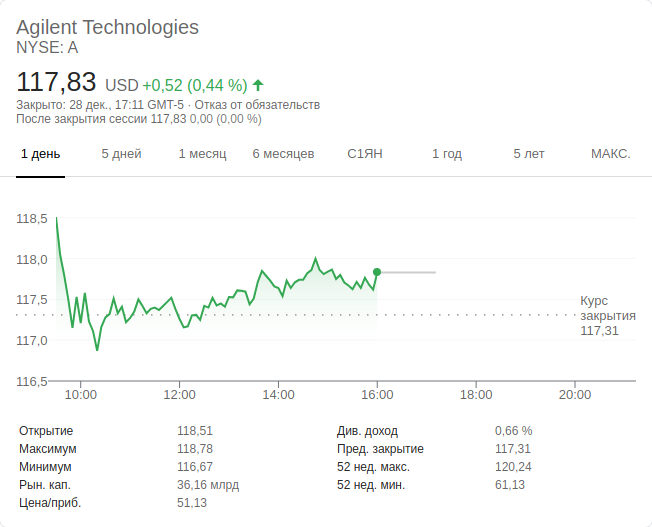 Agilent Technologies
NYSE: A
117,83 USD +0,52 (0,44 %)
Закрыто: 28 дек., 17:11 GMT-5 · Отказ от обязательств
После закрытия сессии 117,83 0,00 (0,00 %)
1 день 5 дней 1 месяц 6 месяцев С1ЯН 1 год 5 лет МАКС.
118,5
118,0
117,5
117,0
116,5
Курс
закрытия
117,31
10:00 12:00 14:00 16:00 18:00 20:00
Открытие 118,51 Див. доход 0,66 %
Максимум 118,78 Пред. закрытие 117,31
Минимум 116,67 52 нед. макс. 120,24
Рын. кап. 36,16 млрд 52 нед. мин. 61,13
Цена/приб. 51,13